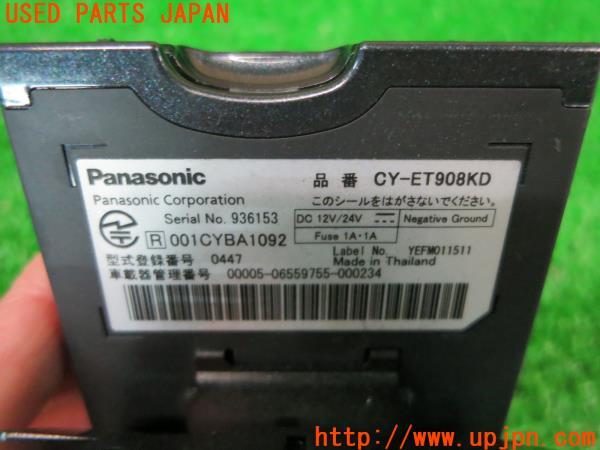 USED PARTS JAPAN
Panasonic
品番 CY-ET908KD
Panasonic Corporation
このシールをはがさないでください。
Serial No. 936153
DC 12V/24V
Negative Ground
Fuse 1A・1A
R 001CYBA1092
Label No. YEFM011511
型式登録番号 0447
Made in Thailand
車載器管理番号 00005-06559755-000234
http://www.upjpn.com